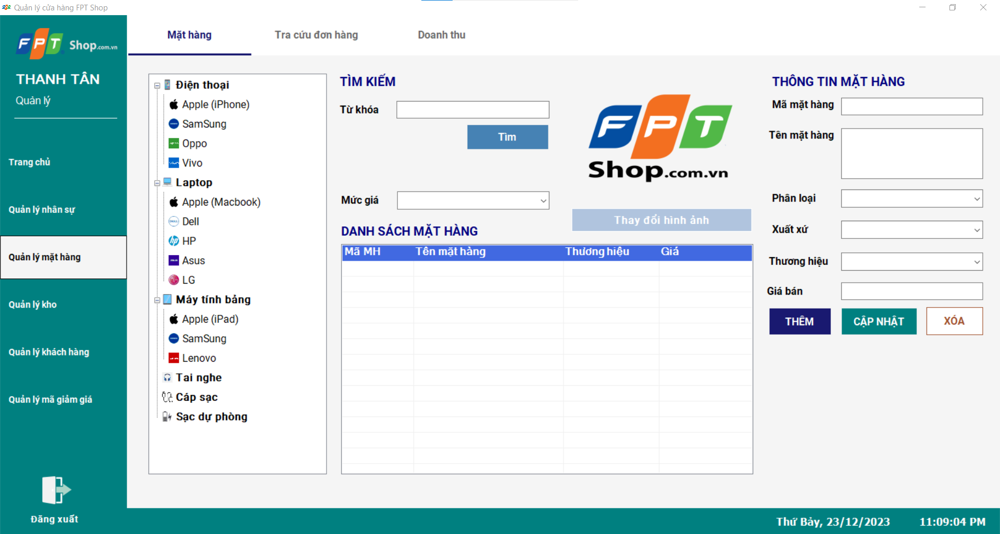 Quản lý cửa hàng FPT Shop
FPT Shop.com.vn
THANH TÂN
Quản lý
Trang chủ
Quản lý nhân sự
Quản lý mặt hàng
Quản lý kho
Quản lý khách hàng
Quản lý mã giảm giá
Đăng xuất
Mặt hàng
Tra cứu đơn hàng
Doanh thu
Điện thoại
Apple (iPhone)
SamSung
Oppo
Vivo
Laptop
Apple (Macbook)
Dell
HP
Asus
LG
Máy tính bảng
Apple (iPad)
SamSung
Lenovo
Tai nghe
Cáp sạc
Sạc dự phòng
TÌM KIẾM
Từ khóa
Tìm
Mức giá
FPT
Shop.com.vn
Thay đổi hình ảnh
DANH SÁCH MẶT HÀNG
Mã MH Tên mặt hàng Thương hiệu Giá
THÔNG TIN MẶT HÀNG
Mã mặt hàng
Tên mặt hàng
Phân loại
Xuất xứ
Thương hiệu
Giá bán
THÊM CẬP NHẬT XÓA
Thứ Bảy, 23/12/2023 11:09:04 PM